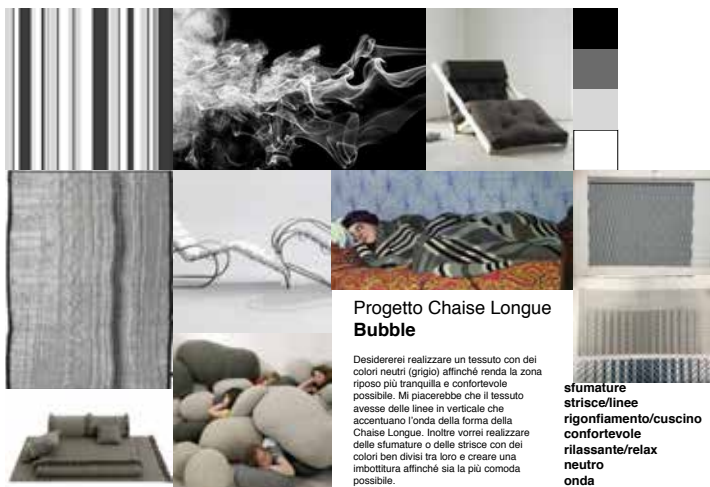 Progetto Chaise Longue
Bubble
Desidererei realizzare un tessuto con dei
colori neutri (grigio) affinché renda la zona
riposo più tranquilla e confortevole
possibile. Mi piacerebbe che il tessuto
avesse delle linee in verticale che
accentuano l'onda della forma della
Chaise Longue. Inoltre vorrei realizzare
delle sfumature o delle strisce con dei
colori ben divisi tra loro e creare una
imbottitura affinché sia la più comoda
possibile.
sfumature
strisce/linee
rigonfiamento/cuscino
confortevole
rilassante/relax
neutro
onda